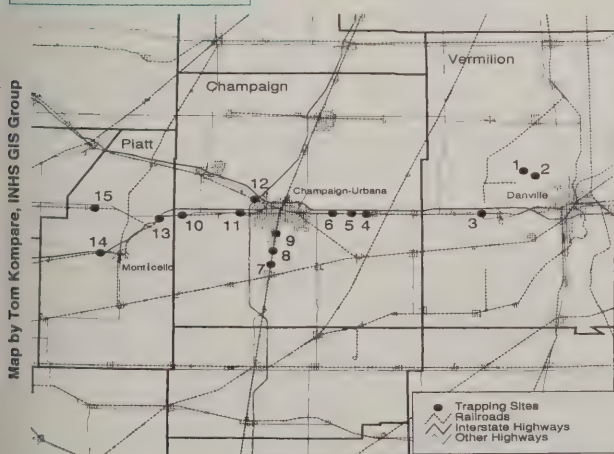 Map by Tom Kompare, INHS GIS Group
Vermilion
Champaign
Piatt
1
2
12
Champaign-Urbana
15
Danville
13
10
11
6
5
4
3
9
14
8
Monticello
7
Trapping Sites
Railroads
Interstate Highways
Other Highways